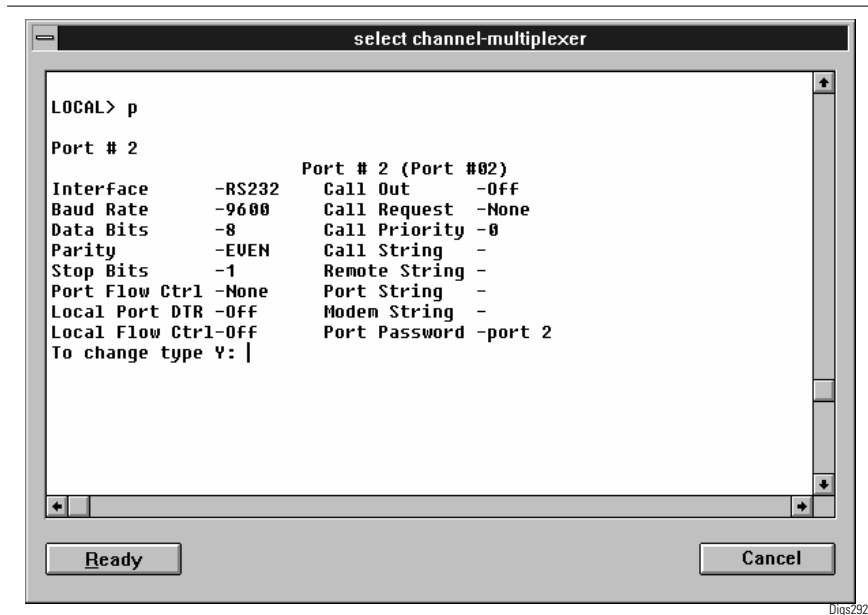 select channel-multiplexer
LOCAL> p
Port # 2
Port # 2 (Port #02)
Interface -RS232 Call Out -Off
Baud Rate -9600 Call Request -None
Data Bits -8 Call Priority -0
Parity -EVEN Call String -
Stop Bits -1 Remote String -
Port Flow Ctrl -None Port String -
Local Port DTR -Off Modem String -
Local Flow Ctrl-Off Port Password -port 2
To change type Y:
Ready Cancel
Digs292